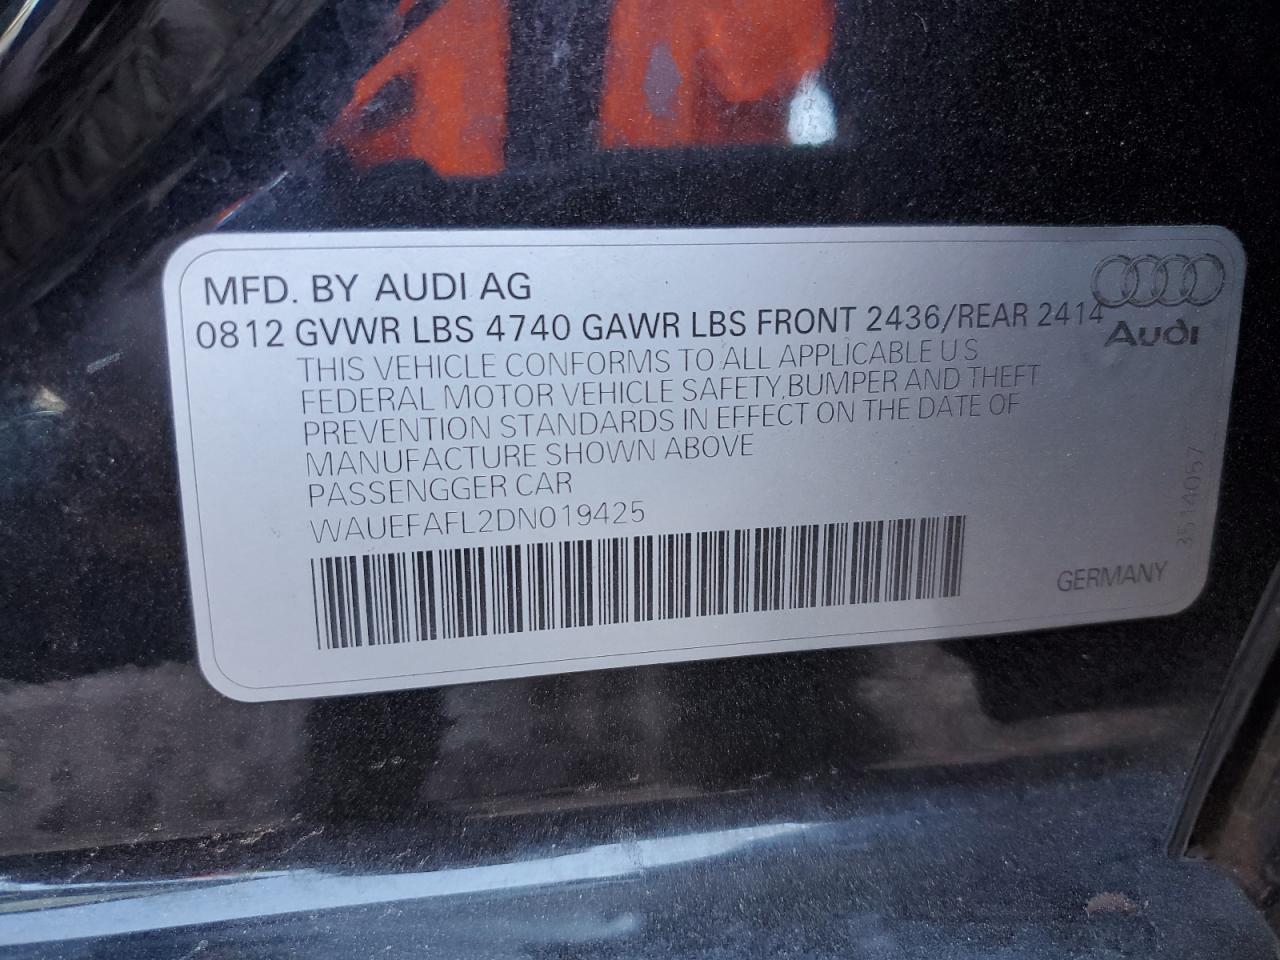 MFD. BY AUDI AG
0812 GVWR LBS 4740 GAWR LBS FRONT 2436/REAR 2414
Audi
THIS VEHICLE CONFORMS TO ALL APPLICABLE U S
FEDERAL MOTOR VEHICLE SAFETY,BUMPER AND THEFT
PREVENTION STANDARDS IN EFFECT ON THE DATE OF
MANUFACTURE SHOWN ABOVE
PASSENGGER CAR
WAUEFAFL2DN019425
3514057
GERMANY